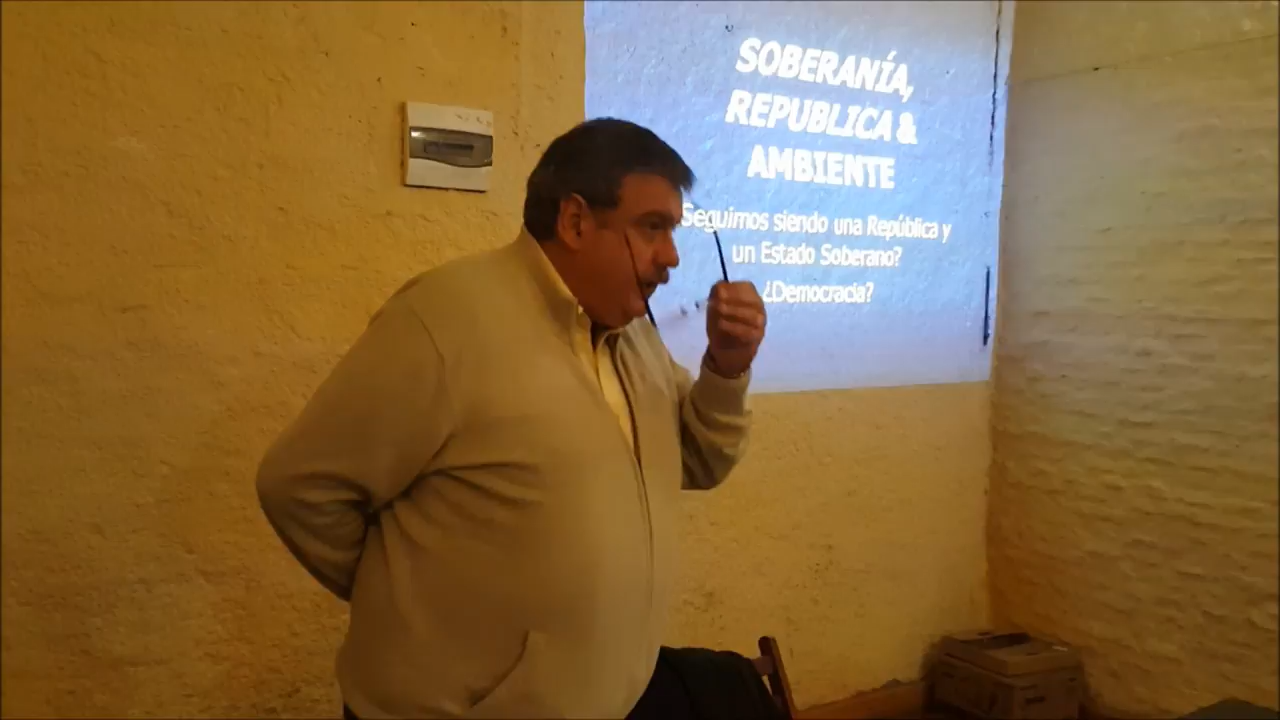 SOBERANÍA,
REPUBLICA &
AMBIENTE
Seguimos siendo una República y
un Estado Soberano?
¿Democracia?